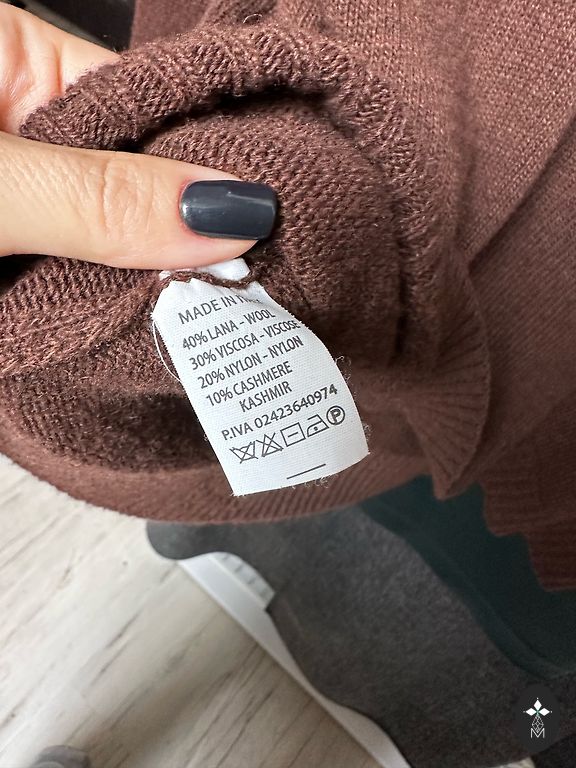 MADE IN
40% LANA - WOOL
30% VISCOSA - VISCOSE
20% NYLON - NYLON
10% CASHMERE
KASHMIR
P.IVA 02423640974
P
M